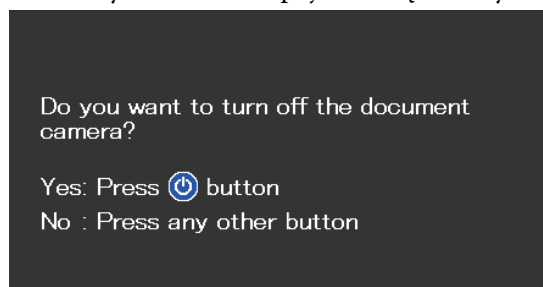 Do you want to turn off the document
camera?
Yes: Press button
No : Press any other button